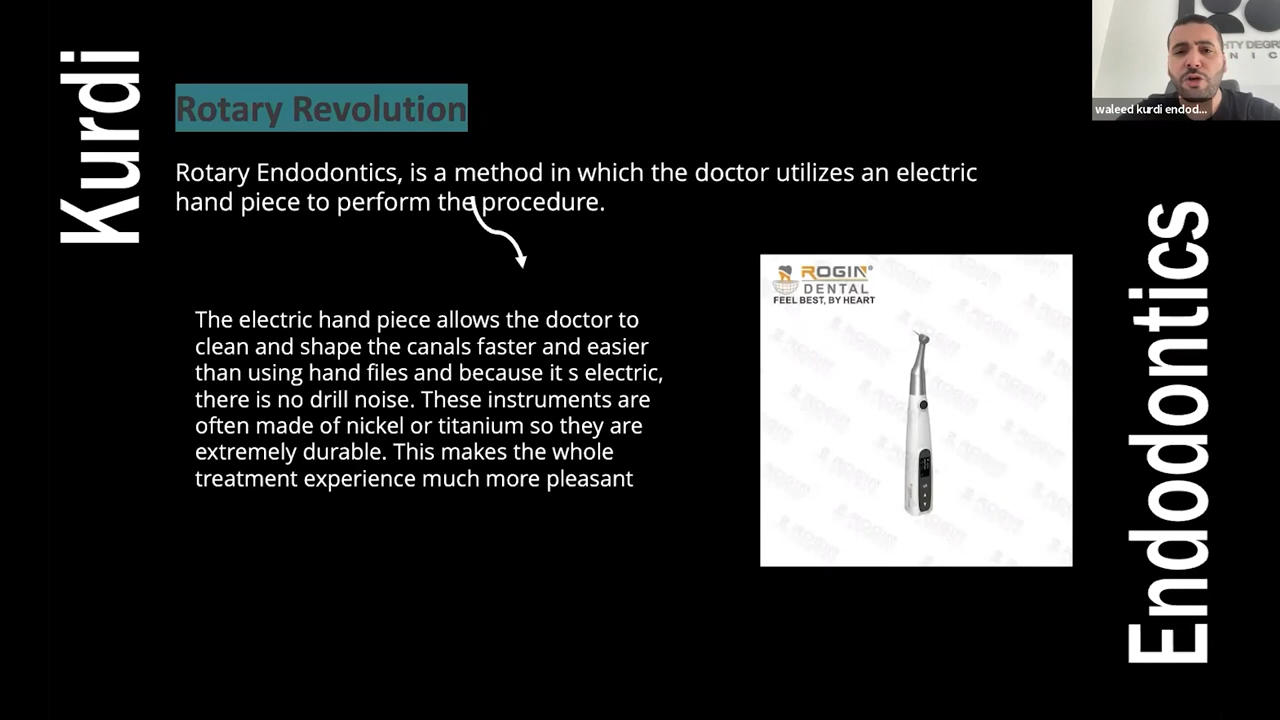 Kurdi
Rotary Revolution
Rotary Endodontics, is a method in which the doctor utilizes an electric
hand piece to perform the procedure.
The electric hand piece allows the doctor to
clean and shape the canals faster and easier
than using hand files and because it s electric,
there is no drill noise. These instruments are
often made of nickel or titanium so they are
extremely durable. This makes the whole
treatment experience much more pleasant
ROGIN®
DENTAL
FEEL BEST, BY HEART
Endodontics
waleed kurdi endod...